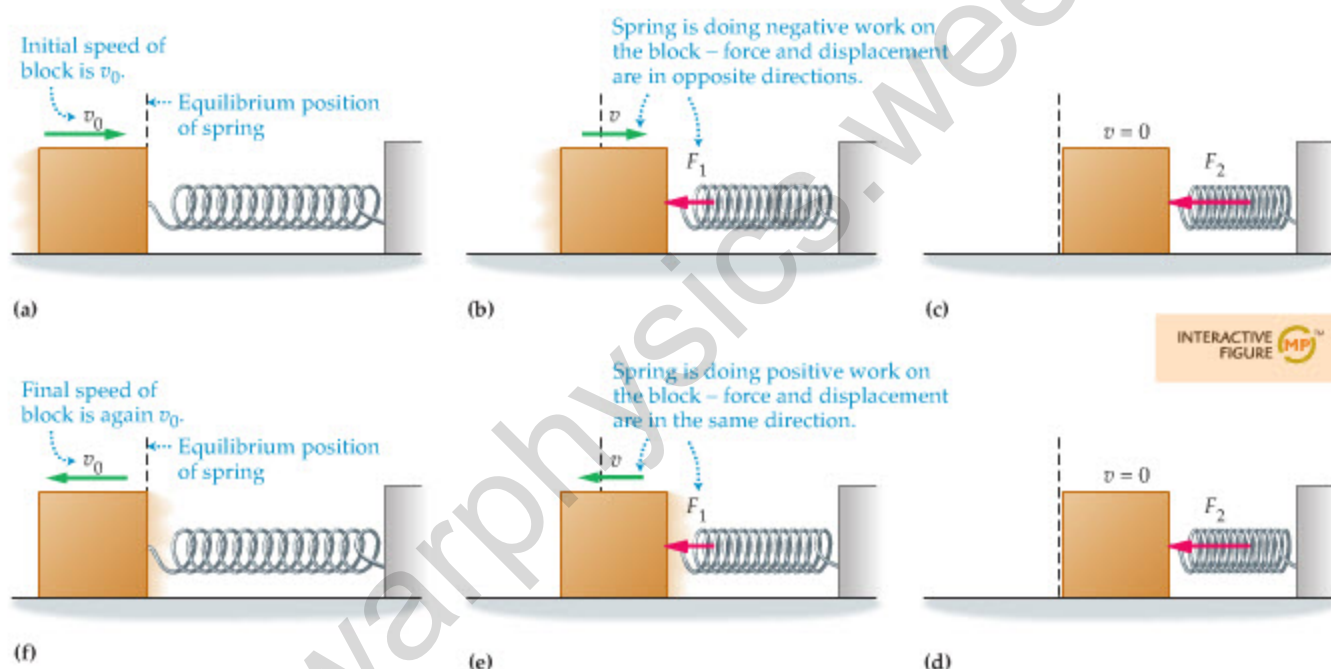 Initial speed of
block is v₀.
v₀
Equilibrium position
of spring
(a)
Spring is doing negative work on
the block – force and displacement
are in opposite directions.
v
F₁
(b)
v = 0
F₂
(c)
INTERACTIVE
FIGURE
MP™
Final speed of
block is again v₀.
v₀
Equilibrium position
of spring
(f)
Spring is doing positive work on
the block – force and displacement
are in the same direction.
v
F₁
(e)
v = 0
F₂
(d)
warphysics.wee